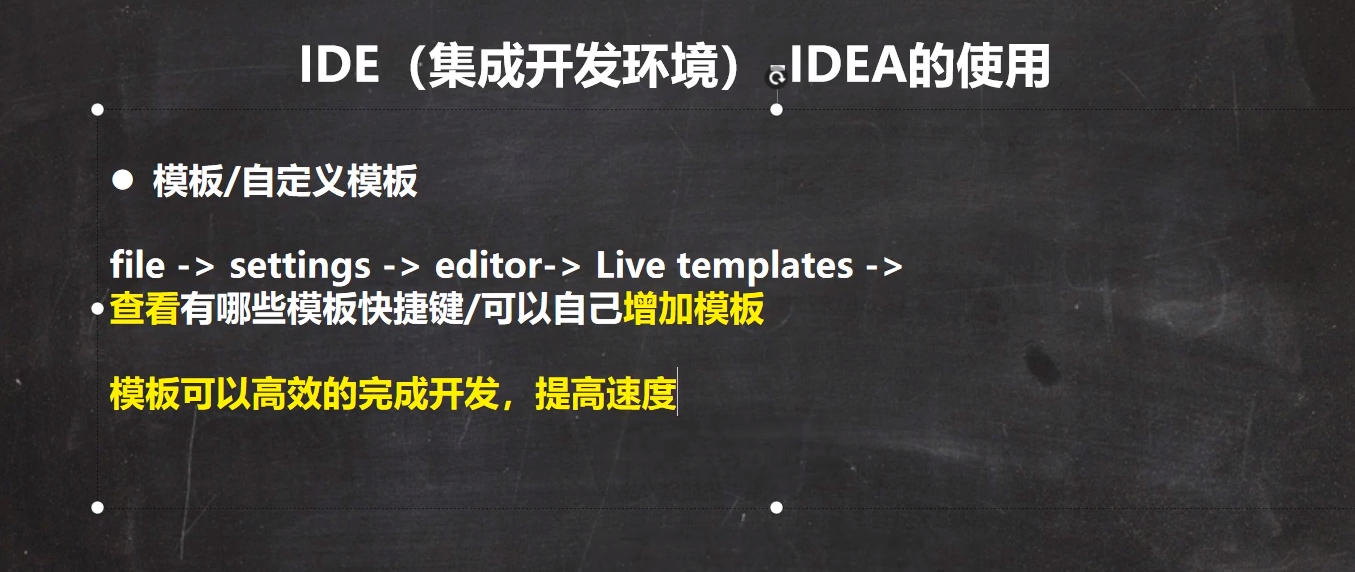 IDE（集成开发环境）-IDEA的使用
● 模板/自定义模板
file -> settings -> editor-> Live templates ->
查看有哪些模板快捷键/可以自己增加模板
模板可以高效的完成开发，提高速度